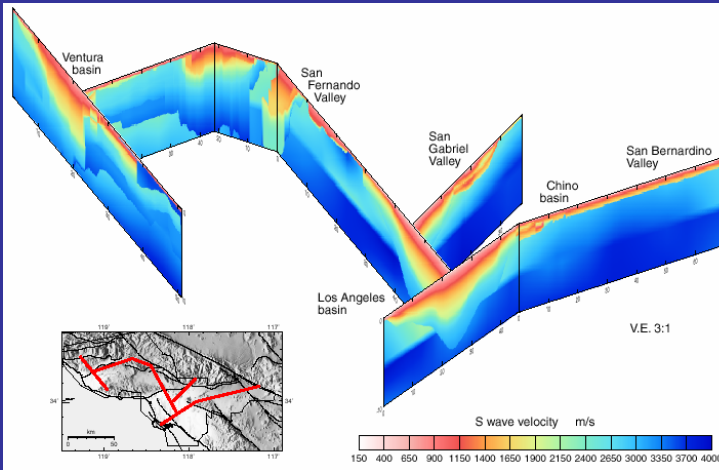 Ventura
basin
San
Fernando
Valley
San
Gabriel
Valley
San Bernardino
Valley
Chino
basin
Los Angeles
basin
V.E. 3:1
119˚
118˚
117˚
34˚
34˚
km
0
50
119˚
118˚
117˚
S wave velocity m/s
150 400 650 900 1150 1400 1650 1900 2150 2400 2650 3000 3350 3700 4000